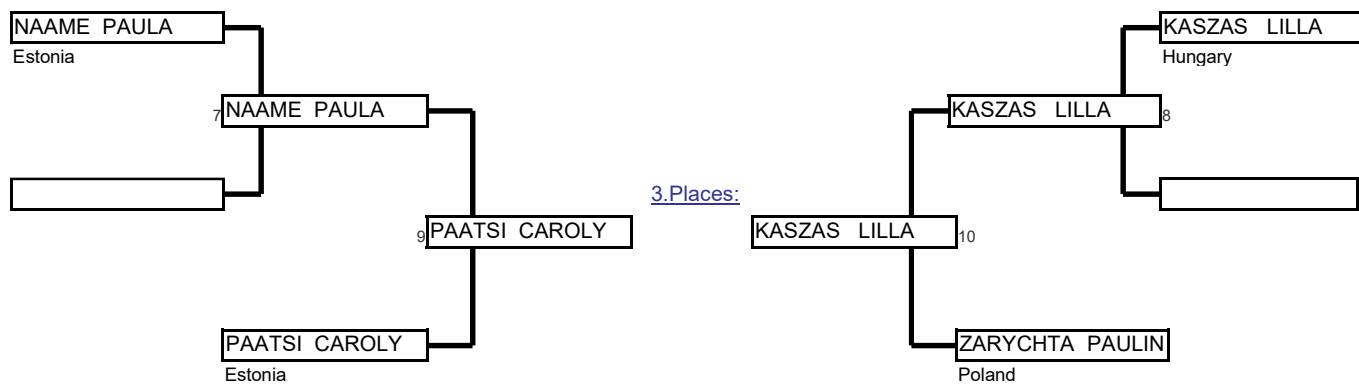 NAAME PAULA
Estonia
KASZAS LILLA
Hungary
7 NAAME PAULA
KASZAS LILLA 8
3.Places:
9 PAATSI CAROLY
KASZAS LILLA 10
PAATSI CAROLY
Estonia
ZARYCHTA PAULIN
Poland